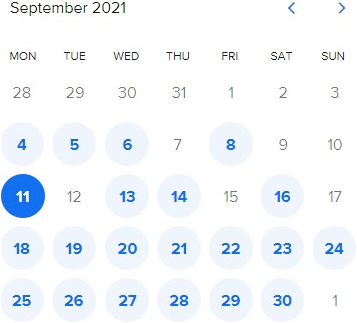 September 2021
MON TUE WED THU FRI SAT SUN
28 29 30 31 1 2 3
4 5 6 7 8 9 10
11 12 13 14 15 16 17
18 19 20 21 22 23 24
25 26 27 28 29 30 1